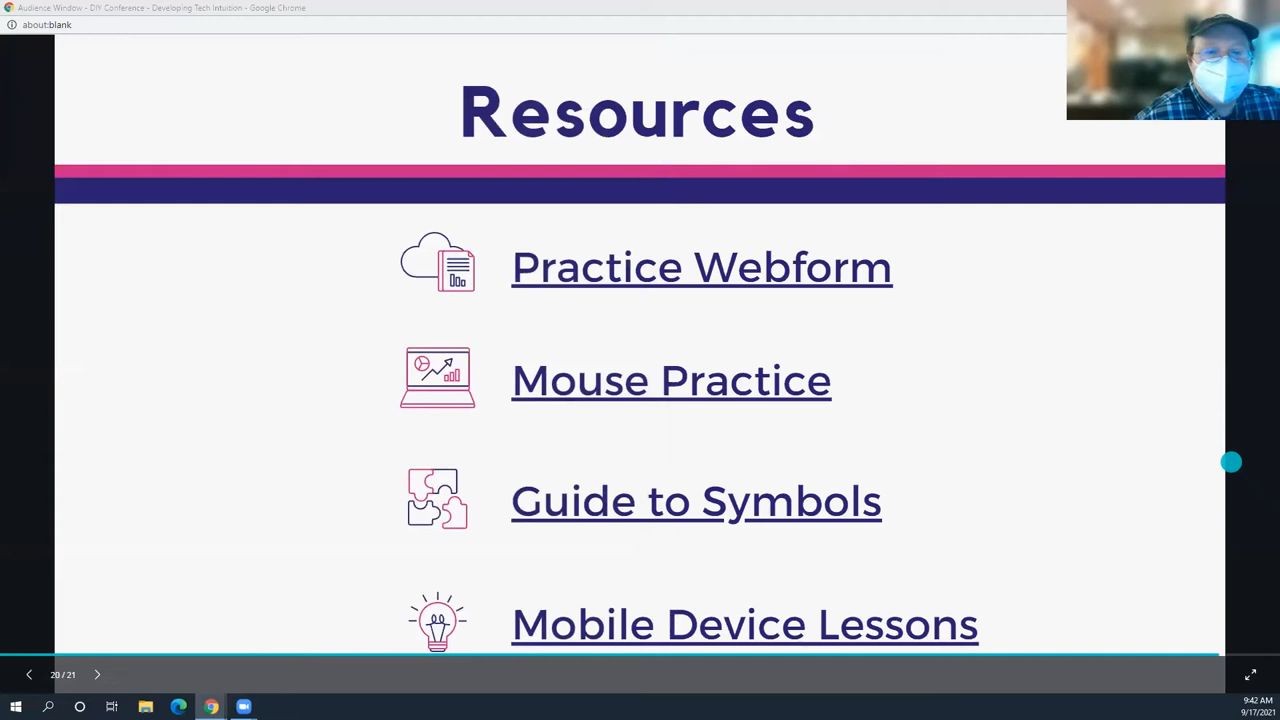 Audience Window - DIY Conference - Developing Tech Intuition - Google Chrome
about:blank
Resources
Practice Webform
Mouse Practice
Guide to Symbols
Mobile Device Lessons
20 / 21
9:42 AM
9/17/2021